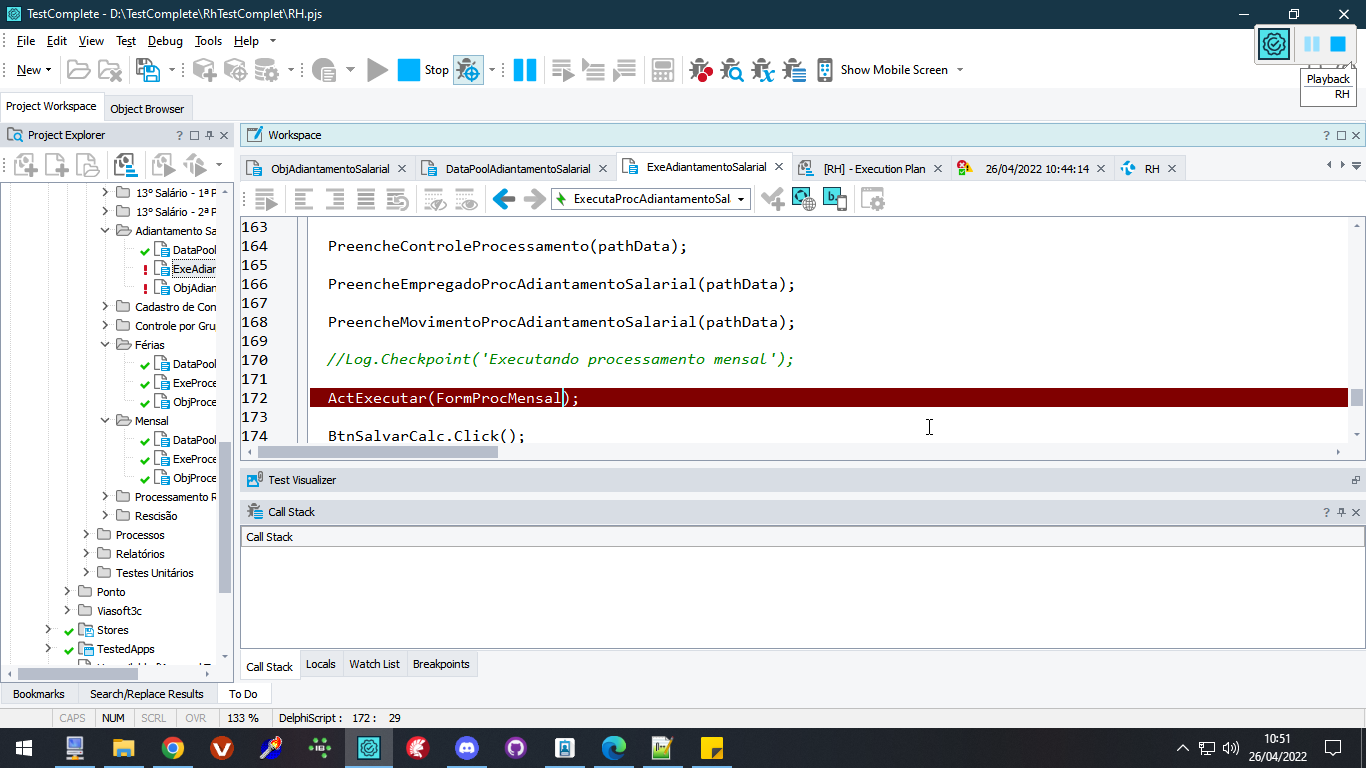 TestComplete - D:\TestComplete\RhTestComplet\RH.pjs
File Edit View Test Debug Tools Help
New Stop Show Mobile Screen
Playback
RH
Project Workspace Object Browser
Project Explorer
Workspace
ObjAdiantamentoSalarial DataPoolAdiantamentoSalarial ExeAdiantamentoSalarial [RH] - Execution Plan 26/04/2022 10:44:14 RH
ExecutaProcAdiantamentoSal
13º Salário - 1ª P
13º Salário - 2ª P
Adiantamento Sa
DataPool
ExeAdian
ObjAdian
Cadastro de Con
Controle por Gru
Férias
DataPool
ExeProce
ObjProce
Mensal
DataPool
ExeProce
ObjProce
Processamento R
Rescisão
Processos
Relatórios
Testes Unitários
Ponto
Viasoft3c
Stores
TestedApps
163
164 PreencheControleProcessamento(pathData);
165
166 PreencheEmpregadoProcAdiantamentoSalarial(pathData);
167
168 PreencheMovimentoProcAdiantamentoSalarial(pathData);
169
170 //Log.Checkpoint('Executando processamento mensal');
171
172 ActExecutar(FormProcMensal);
173
174 BtnSalvarCalc.Click();
Test Visualizer
Call Stack
Call Stack
Call Stack Locals Watch List Breakpoints
Bookmarks Search/Replace Results To Do
CAPS NUM SCRL OVR 133 % DelphiScript : 172 : 29
10:51
26/04/2022